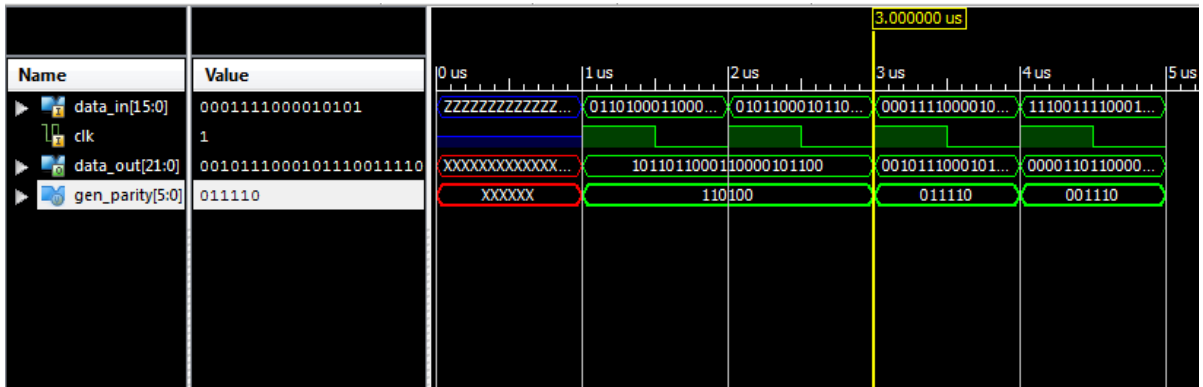 3.000000 us
Name Value
0 us 1 us 2 us 3 us 4 us 5 us
data_in[15:0] 0001111000010101 ZZZZZZZZZZZZZ... 0110100011000... 0101100010110... 0001111000010... 1110011110001...
clk 1
data_out[21:0] 0010111000101110011110 XXXXXXXXXXXXX... 1011011000110000101100 0010111000101... 0000110110000...
gen_parity[5:0] 011110 XXXXXX 110100 011110 001110